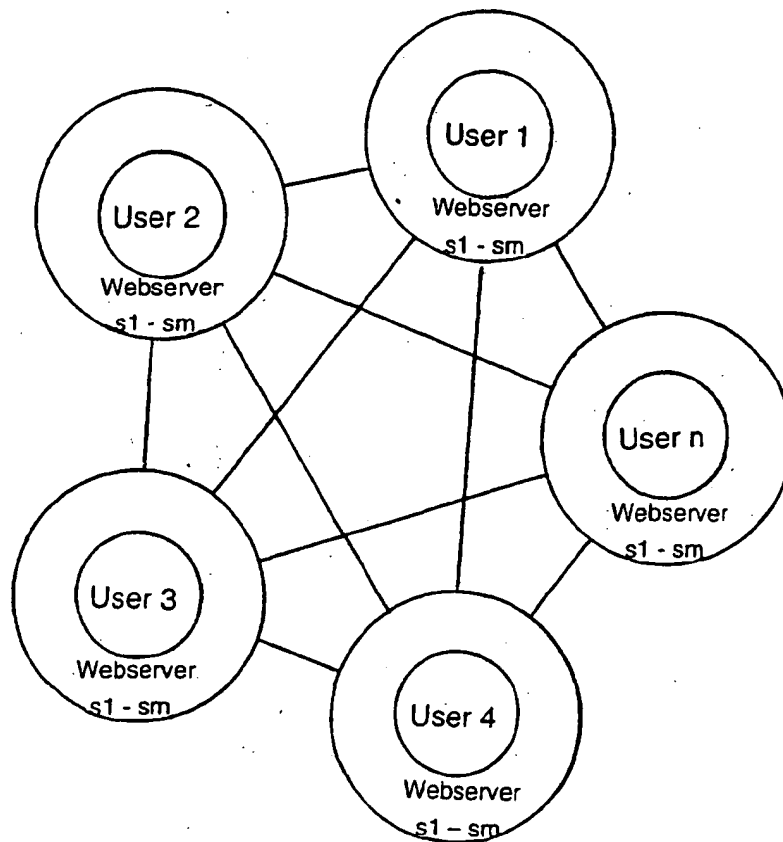 User 1
Webserver
s1 - sm
User 2
Webserver
s1 - sm
User n
Webserver
s1 - sm
User 3
Webserver
s1 - sm
User 4
Webserver
s1 – sm